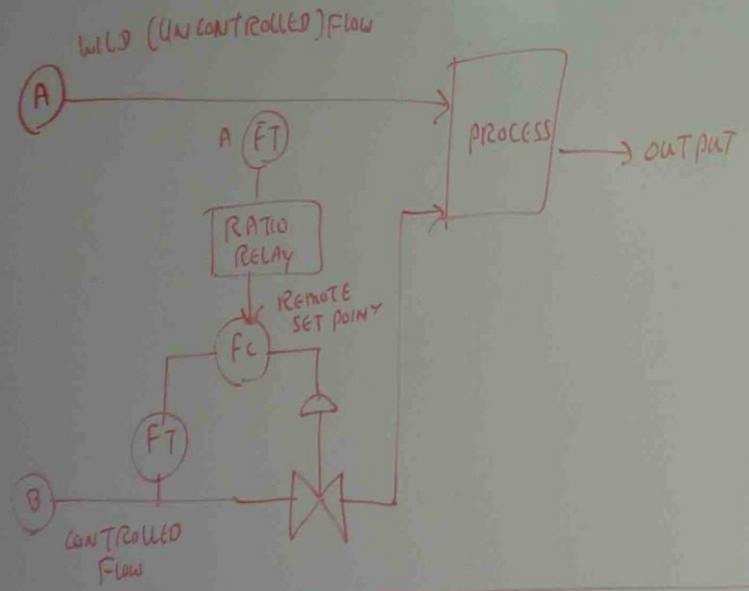 WILD (UNCONTROLLED) FLOW
A
A FT
PROCESS
OUTPUT
RATIO
RELAY
REMOTE
SET POINT
FC
FT
B
CONTROLLED
FLOW